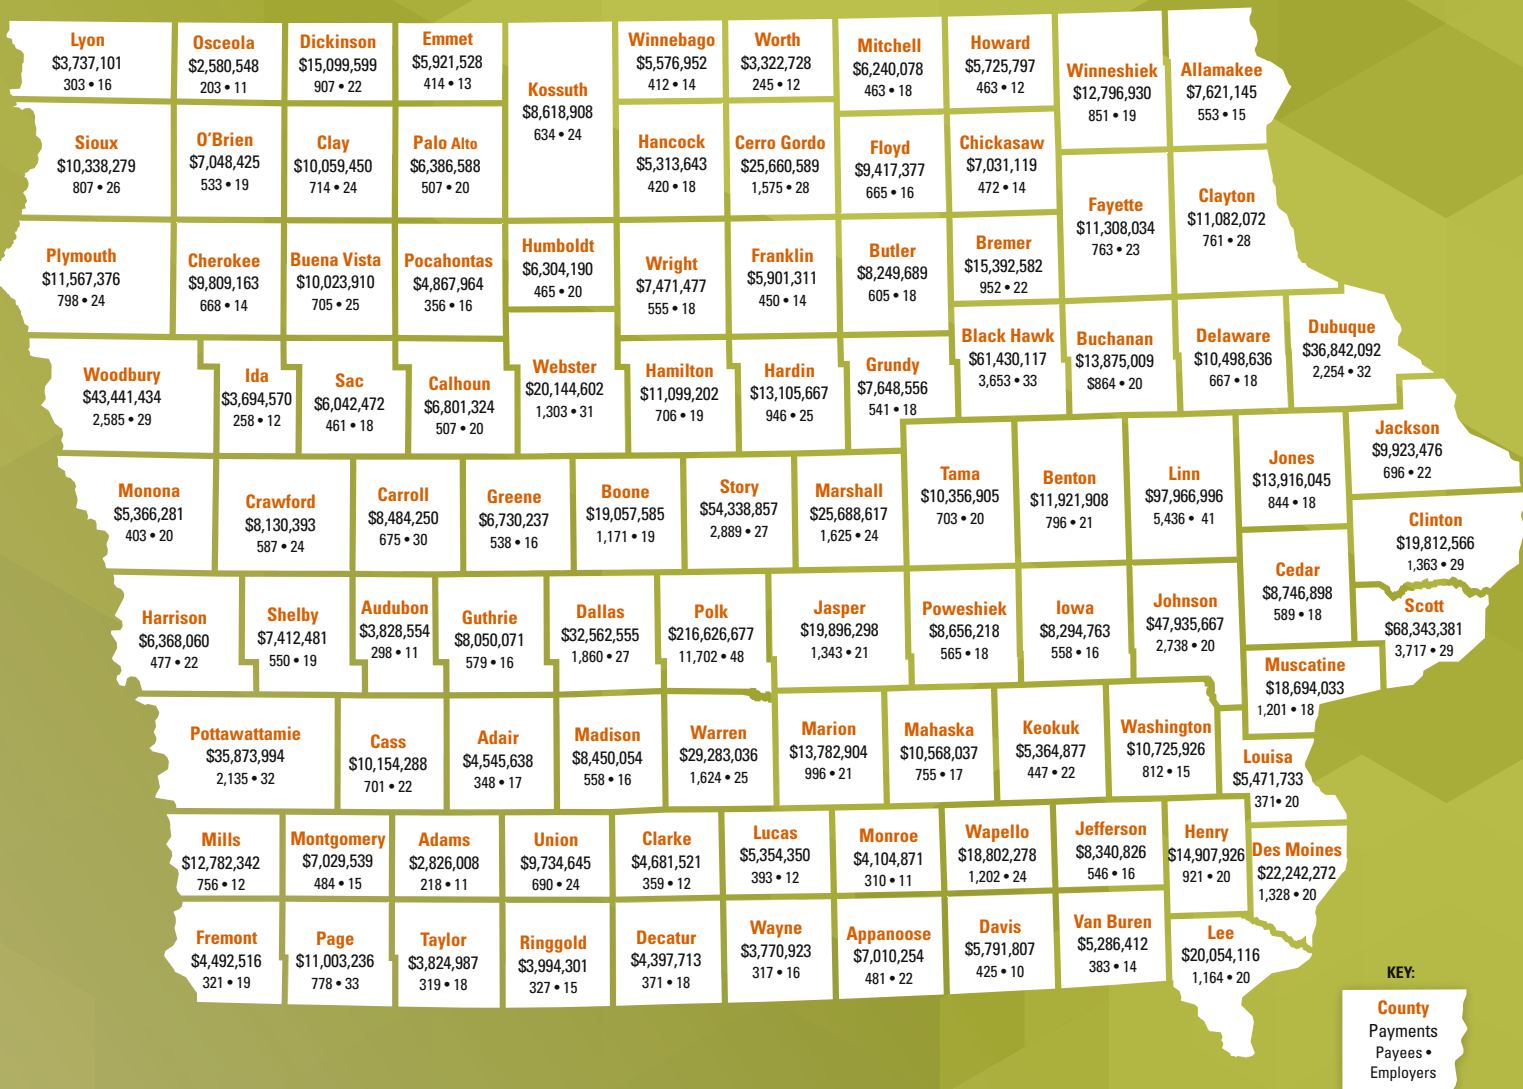 Lyon
$3,737,101
303 • 16
Osceola
$2,580,548
203 • 11
Dickinson
$15,099,599
907 • 22
Emmet
$5,921,528
414 • 13
Kossuth
$8,618,908
634 • 24
Winnebago
$5,576,952
412 • 14
Worth
$3,322,728
245 • 12
Mitchell
$6,240,078
463 • 18
Howard
$5,725,797
463 • 12
Winneshiek
$12,796,930
851 • 19
Allamakee
$7,621,145
553 • 15
Sioux
$10,338,279
807 • 26
O'Brien
$7,048,425
533 • 19
Clay
$10,059,450
714 • 24
Palo Alto
$6,386,588
507 • 20
Hancock
$5,313,643
420 • 18
Cerro Gordo
$25,660,589
1,575 • 28
Floyd
$9,417,377
665 • 16
Chickasaw
$7,031,119
472 • 14
Fayette
$11,308,034
763 • 23
Clayton
$11,082,072
761 • 28
Plymouth
$11,567,376
798 • 24
Cherokee
$9,809,163
668 • 14
Buena Vista
$10,023,910
705 • 25
Pocahontas
$4,867,964
356 • 16
Humboldt
$6,304,190
465 • 20
Wright
$7,471,477
555 • 18
Franklin
$5,901,311
450 • 14
Butler
$8,249,689
605 • 18
Bremer
$15,392,582
952 • 22
Woodbury
$43,441,434
2,585 • 29
Ida
$3,694,570
258 • 12
Sac
$6,042,472
461 • 18
Calhoun
$6,801,324
507 • 20
Webster
$20,144,602
1,303 • 31
Hamilton
$11,099,202
706 • 19
Hardin
$13,105,667
946 • 25
Grundy
$7,648,556
541 • 18
Black Hawk
$61,430,117
3,653 • 33
Buchanan
$13,875,009
$864 • 20
Delaware
$10,498,636
667 • 18
Dubuque
$36,842,092
2,254 • 32
Monona
$5,366,281
403 • 20
Crawford
$8,130,393
587 • 24
Carroll
$8,484,250
675 • 30
Greene
$6,730,237
538 • 16
Boone
$19,057,585
1,171 • 19
Story
$54,338,857
2,889 • 27
Marshall
$25,688,617
1,625 • 24
Tama
$10,356,905
703 • 20
Benton
$11,921,908
796 • 21
Linn
$97,966,996
5,436 • 41
Jones
$13,916,045
844 • 18
Jackson
$9,923,476
696 • 22
Clinton
$19,812,566
1,363 • 29
Harrison
$6,368,060
477 • 22
Shelby
$7,412,481
550 • 19
Audubon
$3,828,554
298 • 11
Guthrie
$8,050,071
579 • 16
Dallas
$32,562,555
1,860 • 27
Polk
$216,626,677
11,702 • 48
Jasper
$19,896,298
1,343 • 21
Poweshiek
$8,656,218
565 • 18
Iowa
$8,294,763
558 • 16
Johnson
$47,935,667
2,738 • 20
Cedar
$8,746,898
589 • 18
Scott
$68,343,381
3,717 • 29
Muscatine
$18,694,033
1,201 • 18
Pottawattamie
$35,873,994
2,135 • 32
Cass
$10,154,288
701 • 22
Adair
$4,545,638
348 • 17
Madison
$8,450,054
558 • 16
Warren
$29,283,036
1,624 • 25
Marion
$13,782,904
996 • 21
Mahaska
$10,568,037
755 • 17
Keokuk
$5,364,877
447 • 22
Washington
$10,725,926
812 • 15
Louisa
$5,471,733
371• 20
Mills
$12,782,342
756 • 12
Montgomery
$7,029,539
484 • 15
Adams
$2,826,008
218 • 11
Union
$9,734,645
690 • 24
Clarke
$4,681,521
359 • 12
Lucas
$5,354,350
393 • 12
Monroe
$4,104,871
310 • 11
Wapello
$18,802,278
1,202 • 24
Jefferson
$8,340,826
546 • 16
Henry
$14,907,926
921 • 20
Des Moines
$22,242,272
1,328 • 20
Fremont
$4,492,516
321 • 19
Page
$11,003,236
778 • 33
Taylor
$3,824,987
319 • 18
Ringgold
$3,994,301
327 • 15
Decatur
$4,397,713
371 • 18
Wayne
$3,770,923
317 • 16
Appanoose
$7,010,254
481 • 22
Davis
$5,791,807
425 • 10
Van Buren
$5,286,412
383 • 14
Lee
$20,054,116
1,164 • 20
KEY:
County
Payments
Payees •
Employers